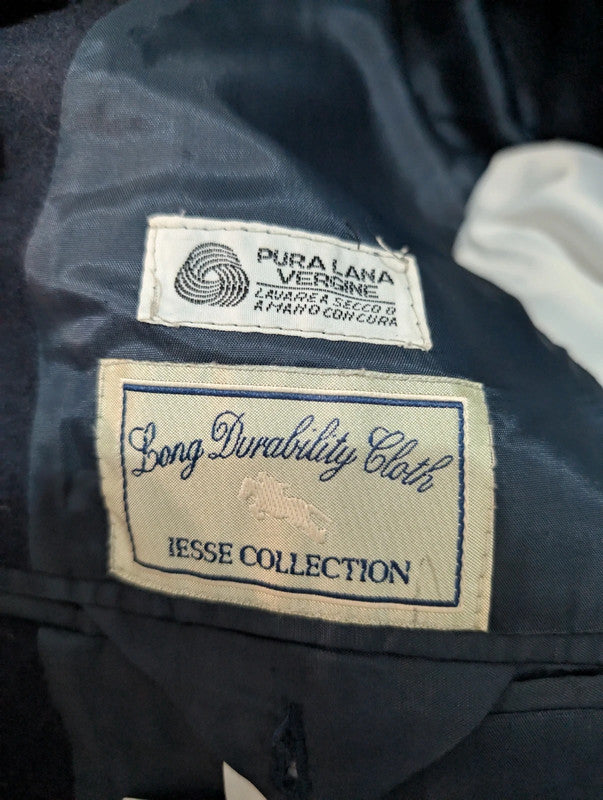 PURA LANA
VERGINE
LAVARE A SECCO O
A MANO CON CURA
Long Durability Cloth
IESSE COLLECTION